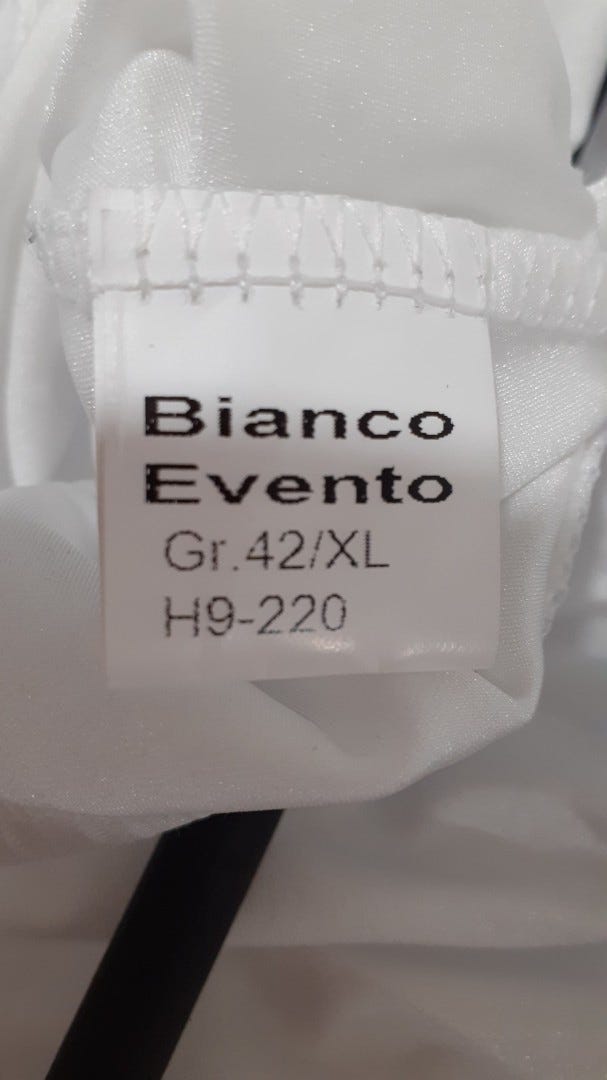 Bianco
Evento
Gr.42/XL
H9-220